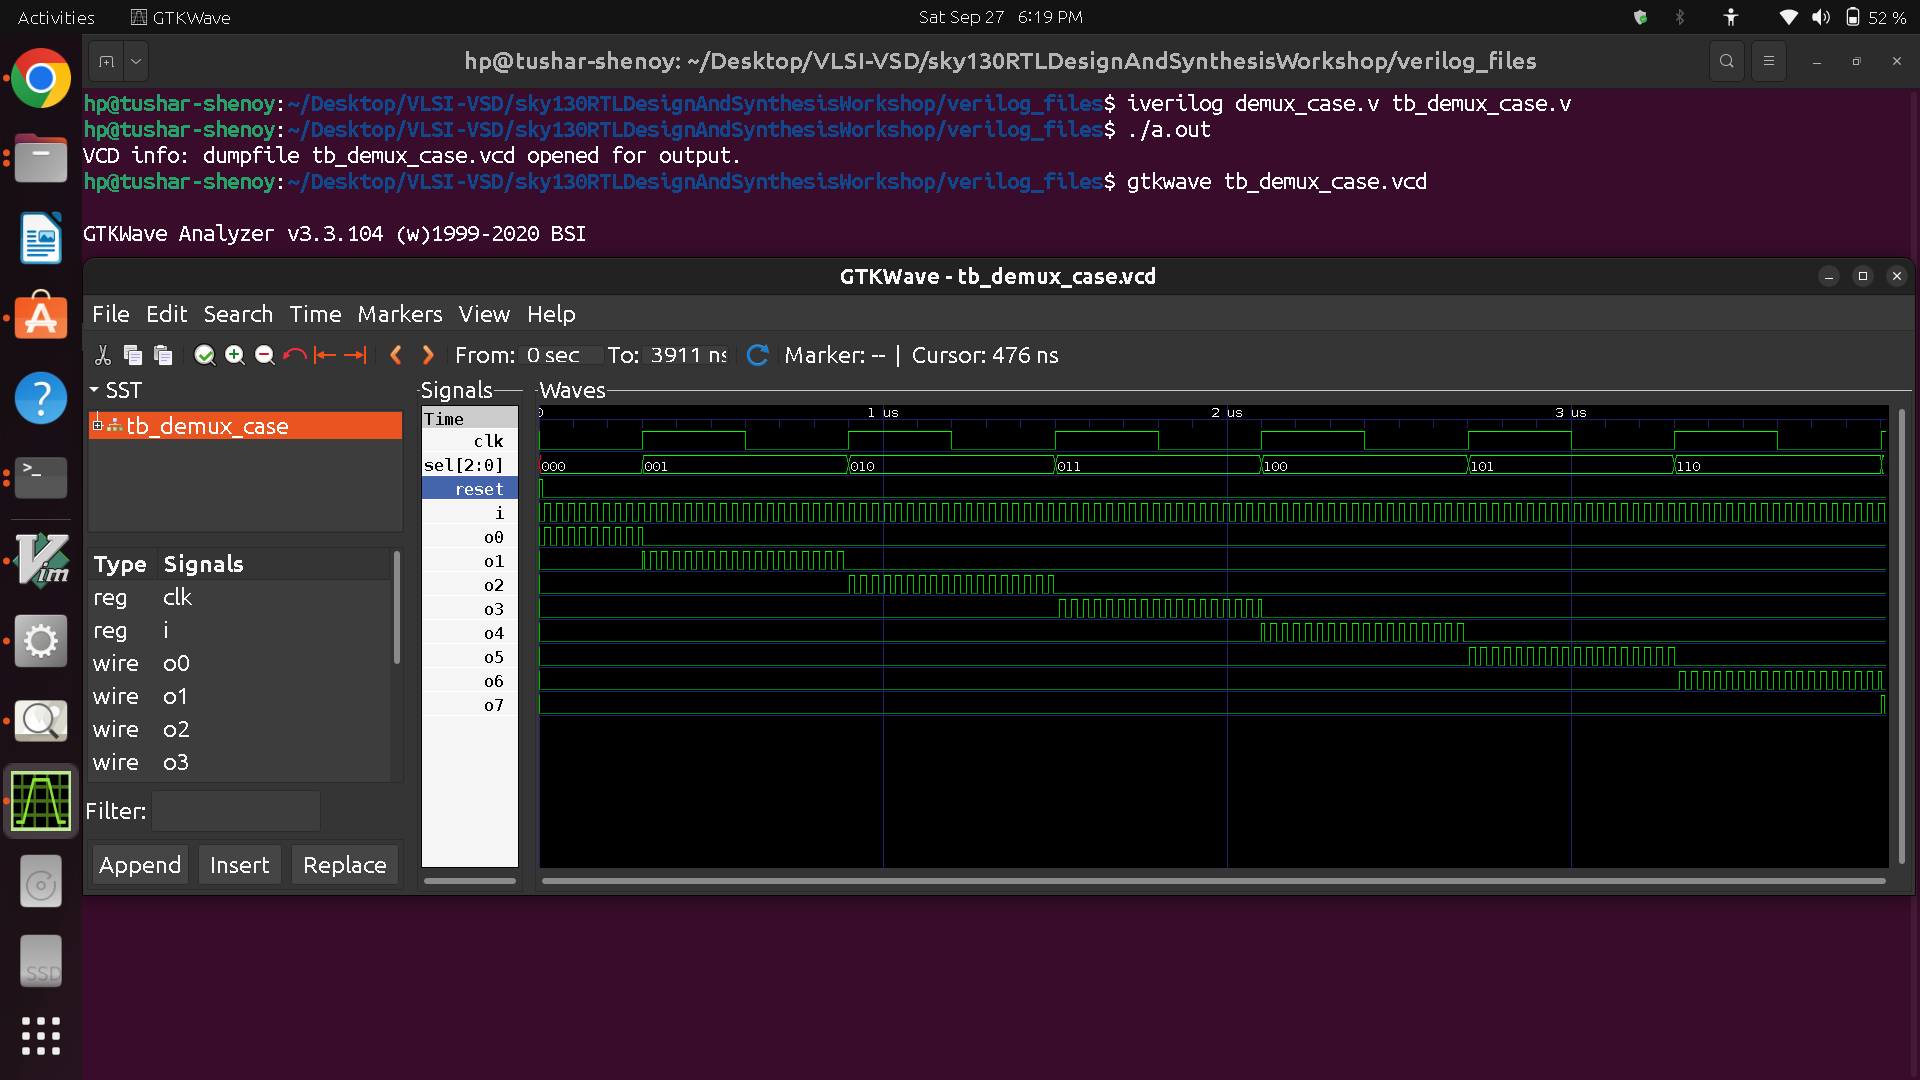 Activities GTKWave Sat Sep 27 6:19 PM 52 %
hp@tushar-shenoy: ~/Desktop/VLSI-VSD/sky130RTLDesignAndSynthesisWorkshop/verilog_files
hp@tushar-shenoy:~/Desktop/VLSI-VSD/sky130RTLDesignAndSynthesisWorkshop/verilog_files$ iverilog demux_case.v tb_demux_case.v
hp@tushar-shenoy:~/Desktop/VLSI-VSD/sky130RTLDesignAndSynthesisWorkshop/verilog_files$ ./a.out
VCD info: dumpfile tb_demux_case.vcd opened for output.
hp@tushar-shenoy:~/Desktop/VLSI-VSD/sky130RTLDesignAndSynthesisWorkshop/verilog_files$ gtkwave tb_demux_case.vcd
GTKWave Analyzer v3.3.104 (w)1999-2020 BSI
GTKWave - tb_demux_case.vcd
File Edit Search Time Markers View Help
From: 0 sec To: 3911 ns Marker: -- | Cursor: 476 ns
SST
tb_demux_case
Type Signals
reg clk
reg i
wire o0
wire o1
wire o2
wire o3
Filter:
Append Insert Replace
Signals
Time
clk
sel[2:0]
reset
i
o0
o1
o2
o3
o4
o5
o6
o7
Waves
0 1 us 2 us 3 us
000 001 010 011 100 101 110
Vim
SSD